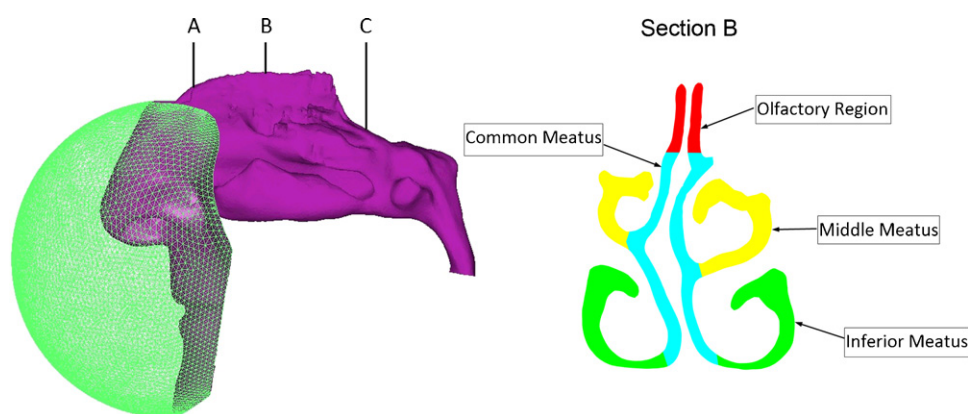 A
B
C
Section B
Olfactory Region
Common Meatus
Middle Meatus
Inferior Meatus